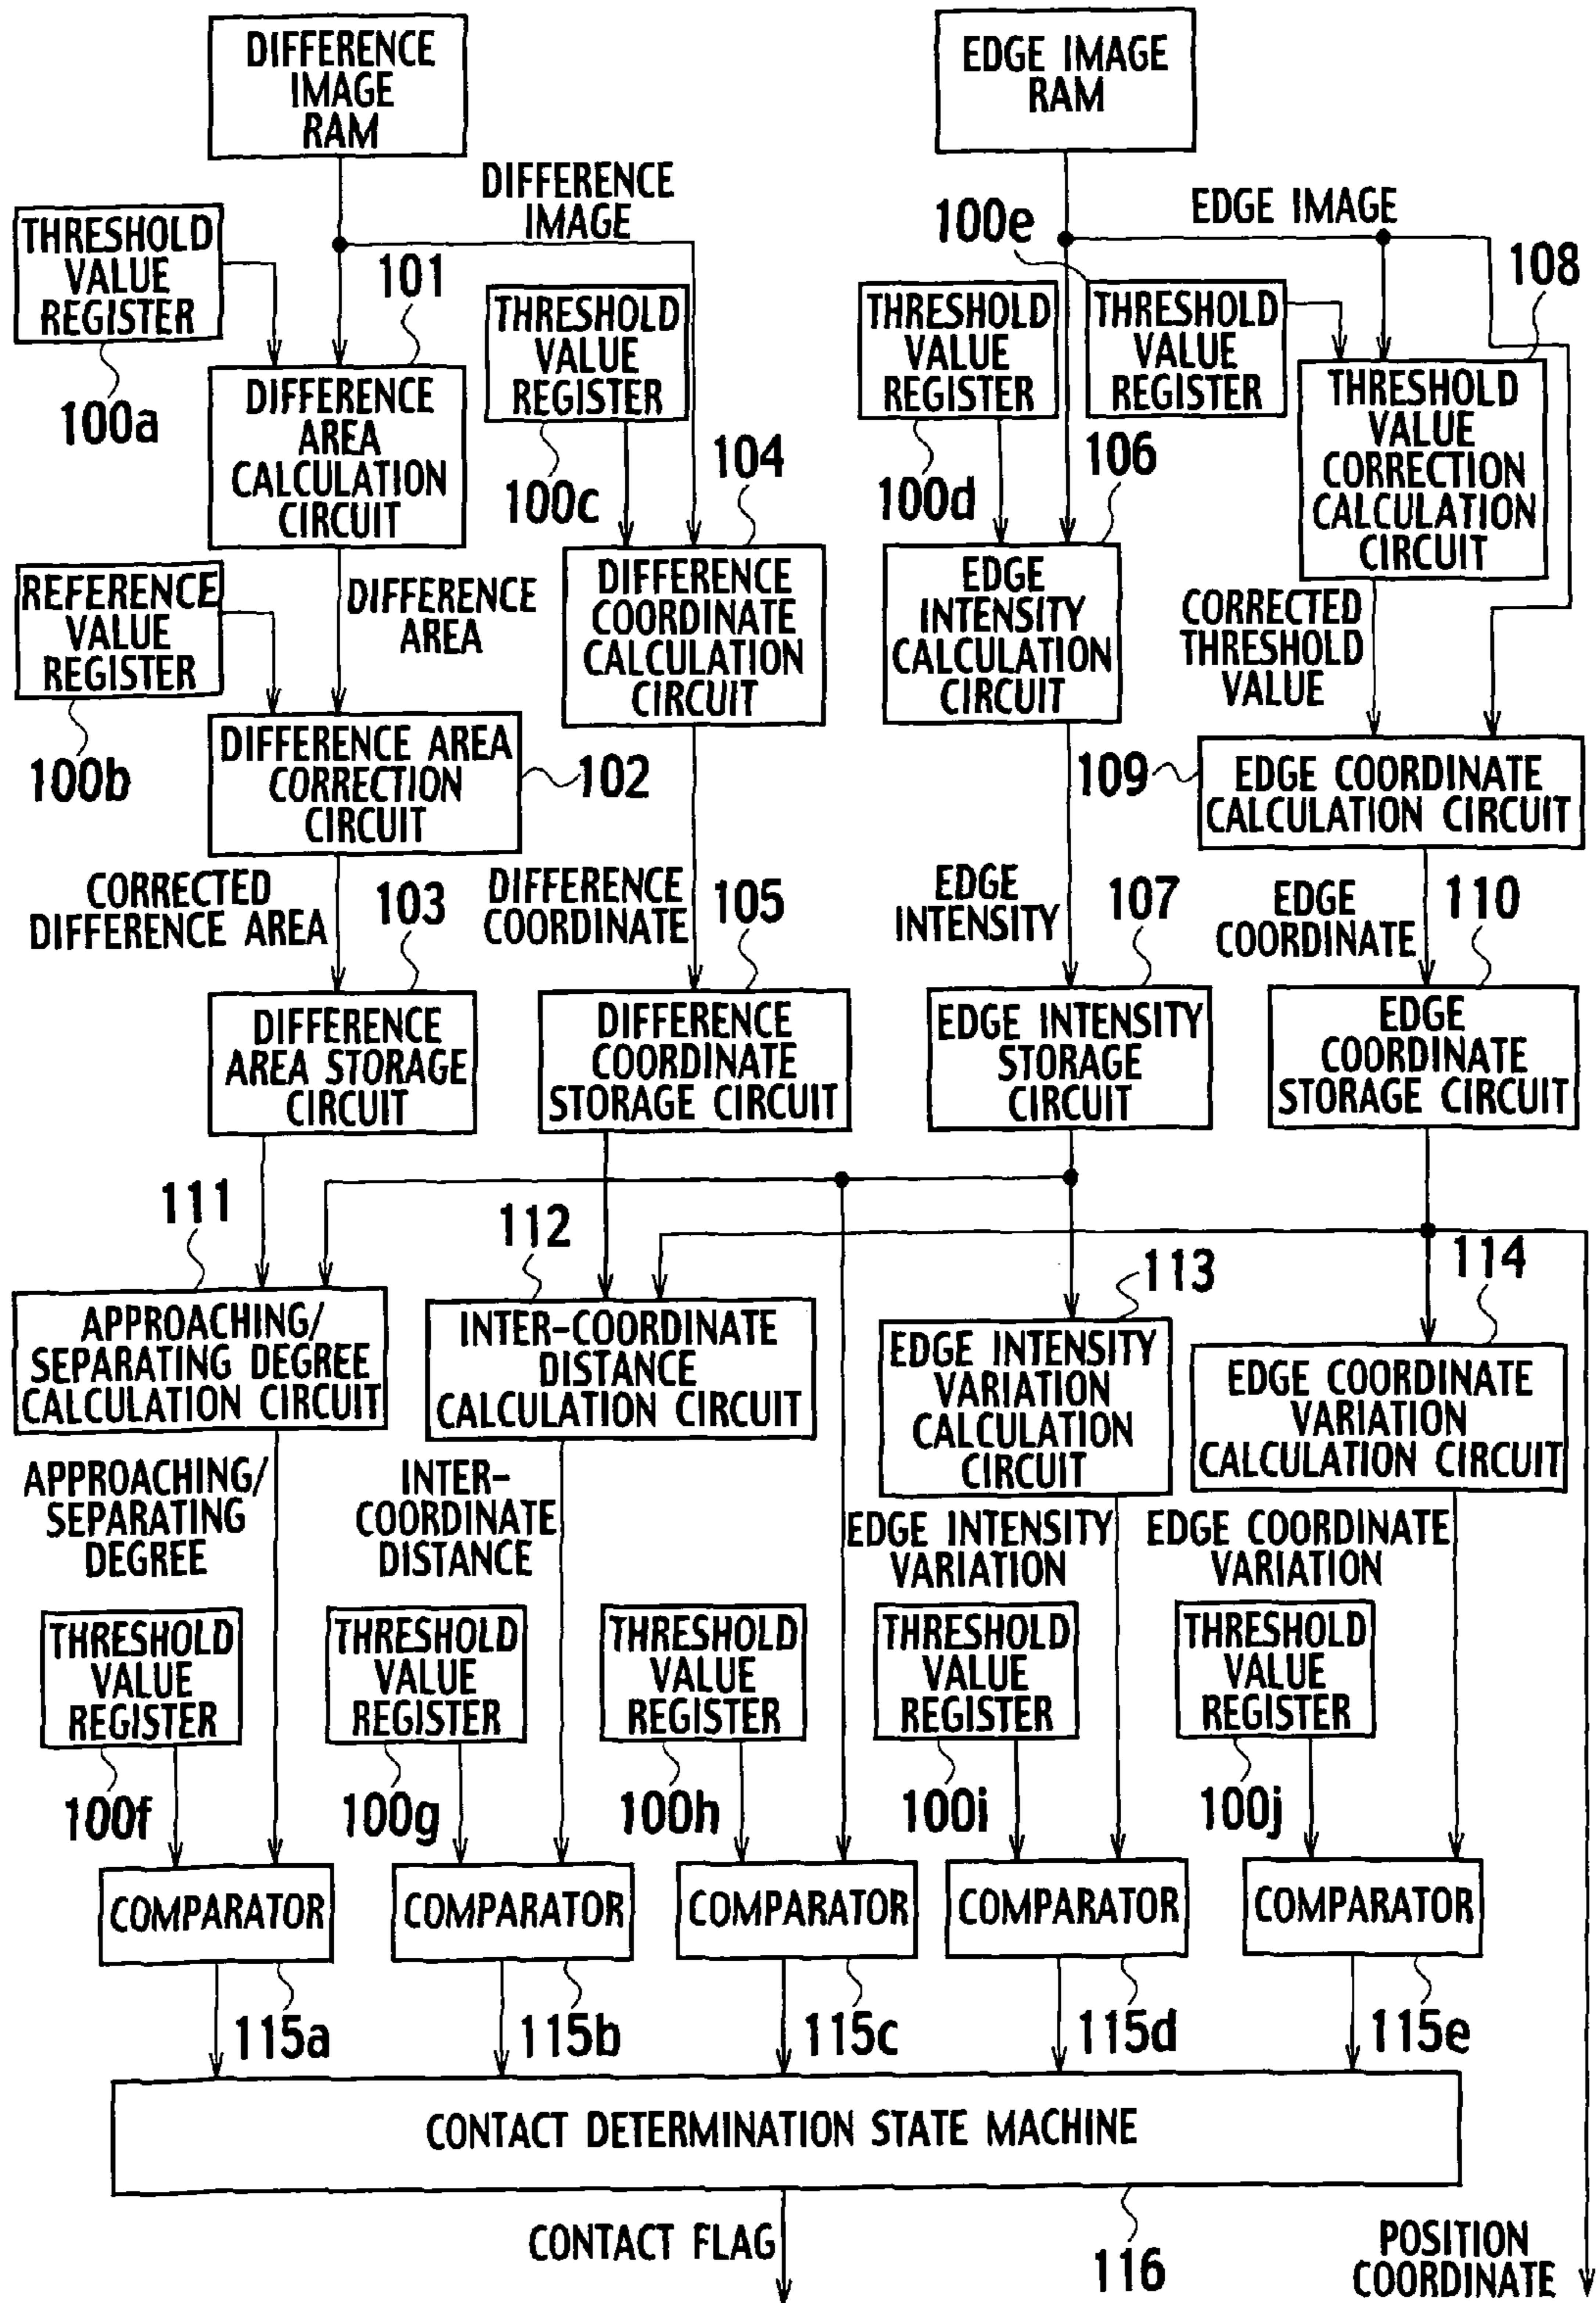 DIFFERENCE
IMAGE
RAM
EDGE IMAGE
RAM
DIFFERENCE
IMAGE
EDGE IMAGE
THRESHOLD
VALUE
REGISTER
100a
101
THRESHOLD
VALUE
REGISTER
100c
100e
THRESHOLD
VALUE
REGISTER
100d
THRESHOLD
VALUE
REGISTER
108
DIFFERENCE
AREA
CALCULATION
CIRCUIT
104
106
THRESHOLD
VALUE
CORRECTION
CALCULATION
CIRCUIT
REFERENCE
VALUE
REGISTER
100b
DIFFERENCE
AREA
DIFFERENCE
COORDINATE
CALCULATION
CIRCUIT
EDGE
INTENSITY
CALCULATION
CIRCUIT
CORRECTED
THRESHOLD
VALUE
DIFFERENCE AREA
CORRECTION
CIRCUIT
102
109
EDGE COORDINATE
CALCULATION CIRCUIT
CORRECTED
DIFFERENCE AREA
103
DIFFERENCE
COORDINATE
105
EDGE
INTENSITY
107
EDGE
COORDINATE
110
DIFFERENCE
AREA STORAGE
CIRCUIT
DIFFERENCE
COORDINATE
STORAGE CIRCUIT
EDGE INTENSITY
STORAGE
CIRCUIT
EDGE
COORDINATE
STORAGE CIRCUIT
111
112
113
114
APPROACHING/
SEPARATING DEGREE
CALCULATION CIRCUIT
INTER-COORDINATE
DISTANCE
CALCULATION CIRCUIT
EDGE INTENSITY
VARIATION
CALCULATION
CIRCUIT
EDGE COORDINATE
VARIATION
CALCULATION CIRCUIT
APPROACHING/
SEPARATING
DEGREE
INTER-
COORDINATE
DISTANCE
EDGE INTENSITY
VARIATION
EDGE COORDINATE
VARIATION
THRESHOLD
VALUE
REGISTER
100f
THRESHOLD
VALUE
REGISTER
100g
THRESHOLD
VALUE
REGISTER
100h
THRESHOLD
VALUE
REGISTER
100i
THRESHOLD
VALUE
REGISTER
100j
COMPARATOR
COMPARATOR
COMPARATOR
COMPARATOR
COMPARATOR
115a
115b
115c
115d
115e
CONTACT DETERMINATION STATE MACHINE
CONTACT FLAG
116
POSITION
COORDINATE